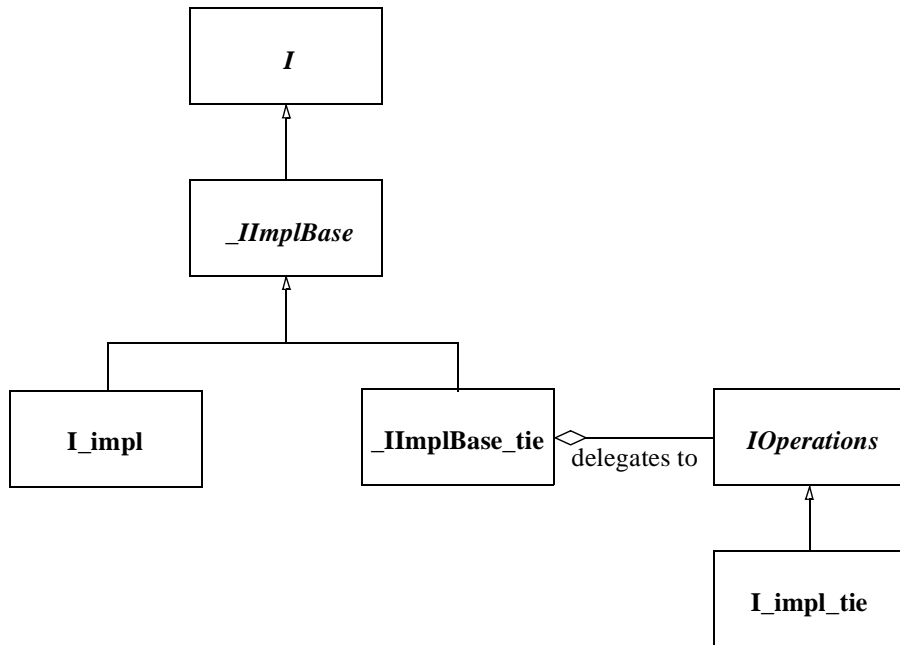 I
_IImplBase
I_impl
_IImplBase_tie
IOperations
delegates to
I_impl_tie